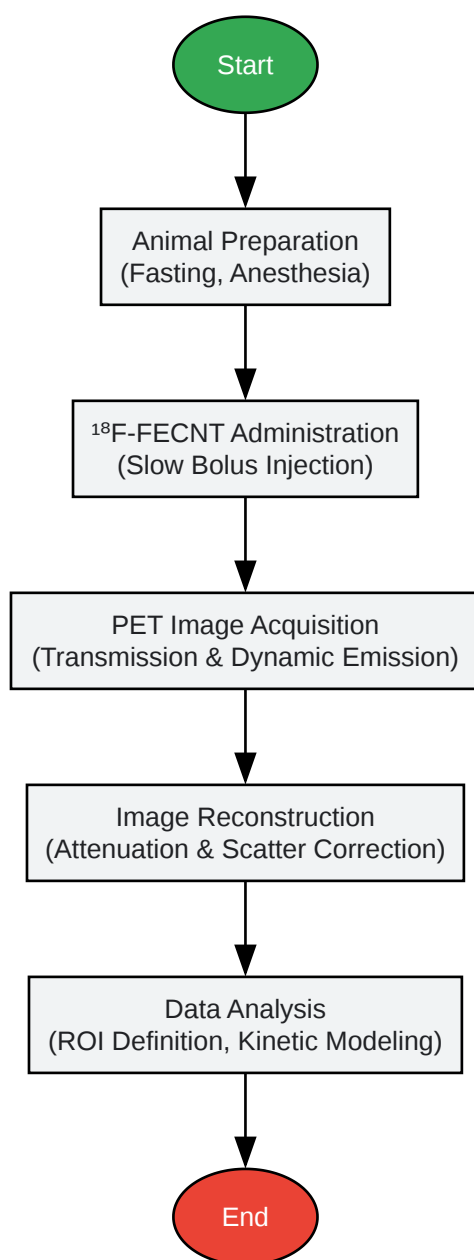 Start
Animal Preparation
(Fasting, Anesthesia)
¹⁸F-FECNT Administration
(Slow Bolus Injection)
PET Image Acquisition
(Transmission & Dynamic Emission)
Image Reconstruction
(Attenuation & Scatter Correction)
Data Analysis
(ROI Definition, Kinetic Modeling)
End